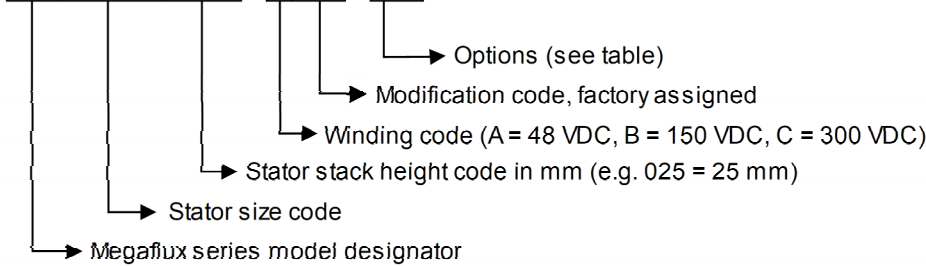 Options (see table)
Modification code, factory assigned
Winding code (A = 48 VDC, B = 150 VDC, C = 300 VDC)
Stator stack height code in mm (e.g. 025 = 25 mm)
Stator size code
Megaflux series model designator